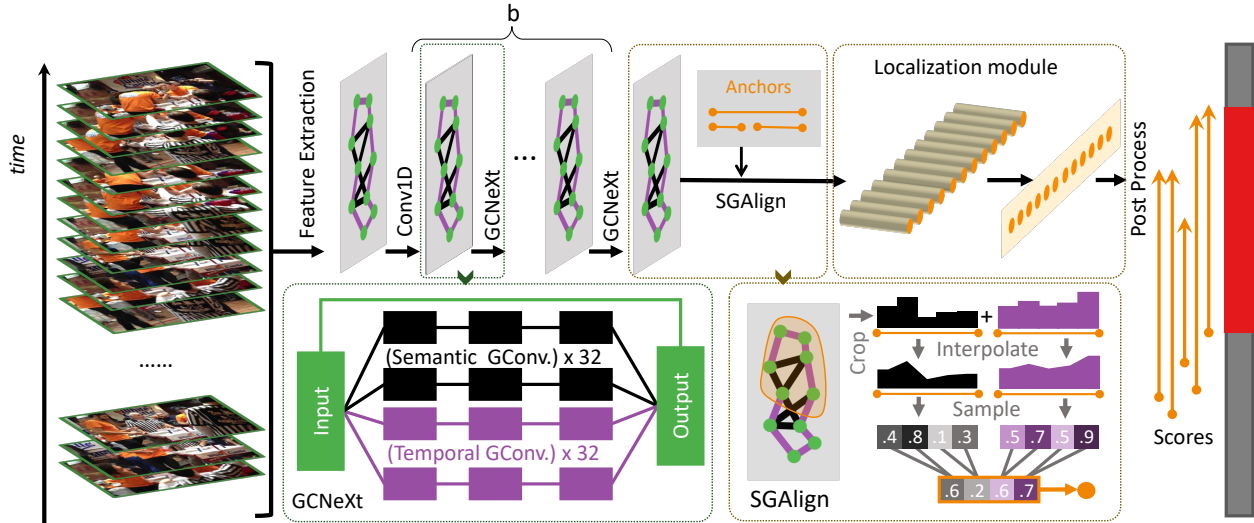 b
time
......
Feature Extraction
Conv1D
GCNeXt
...
GCNeXt
Anchors
SGAlign
Localization module
Post Process
Scores
Input
(Semantic GConv.) x 32
(Temporal GConv.) x 32
Output
GCNeXt
SGAlign
Crop
+
Interpolate
Sample
.4 .8 .1 .3 .5 .7 .5 .9
.6 .2 .6 .7